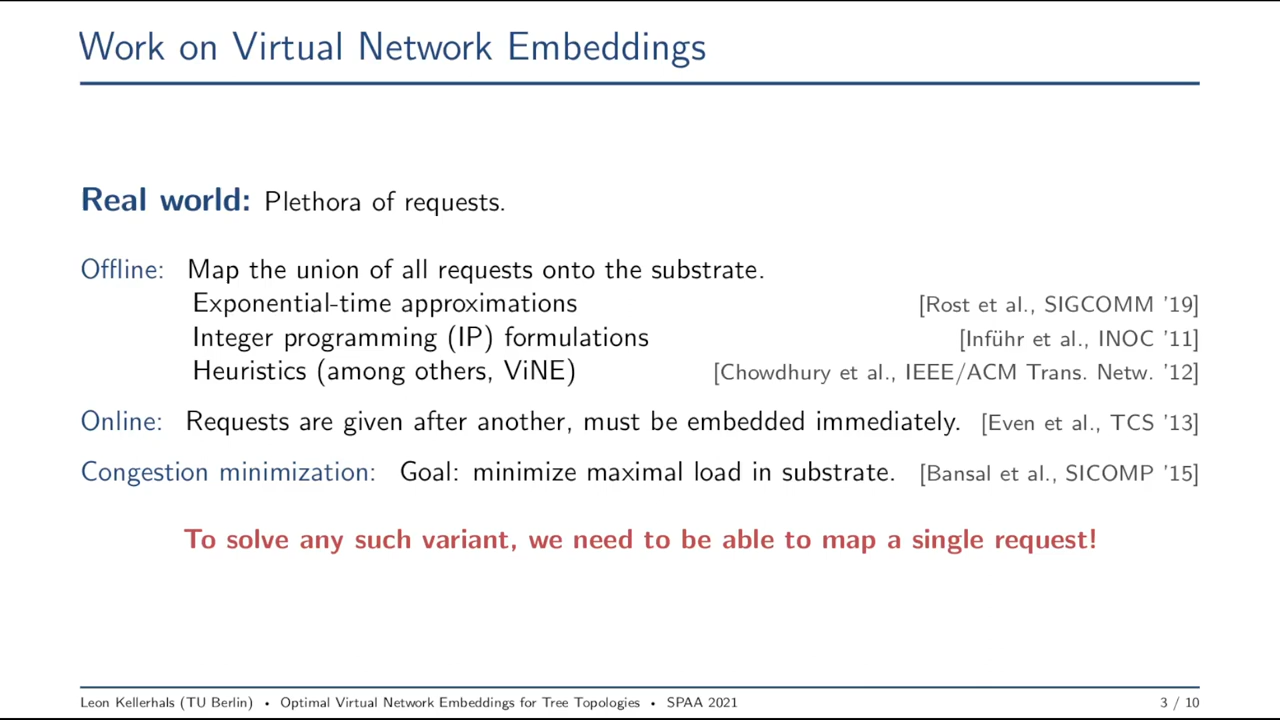 Work on Virtual Network Embeddings
Real world: Plethora of requests.
Offline: Map the union of all requests onto the substrate.
Exponential-time approximations [Rost et al., SIGCOMM '19]
Integer programming (IP) formulations [Inführ et al., INOC '11]
Heuristics (among others, ViNE) [Chowdhury et al., IEEE/ACM Trans. Netw. '12]
Online: Requests are given after another, must be embedded immediately. [Even et al., TCS '13]
Congestion minimization: Goal: minimize maximal load in substrate. [Bansal et al., SICOMP '15]
To solve any such variant, we need to be able to map a single request!
Leon Kellerhals (TU Berlin) • Optimal Virtual Network Embeddings for Tree Topologies • SPAA 2021 3 / 10